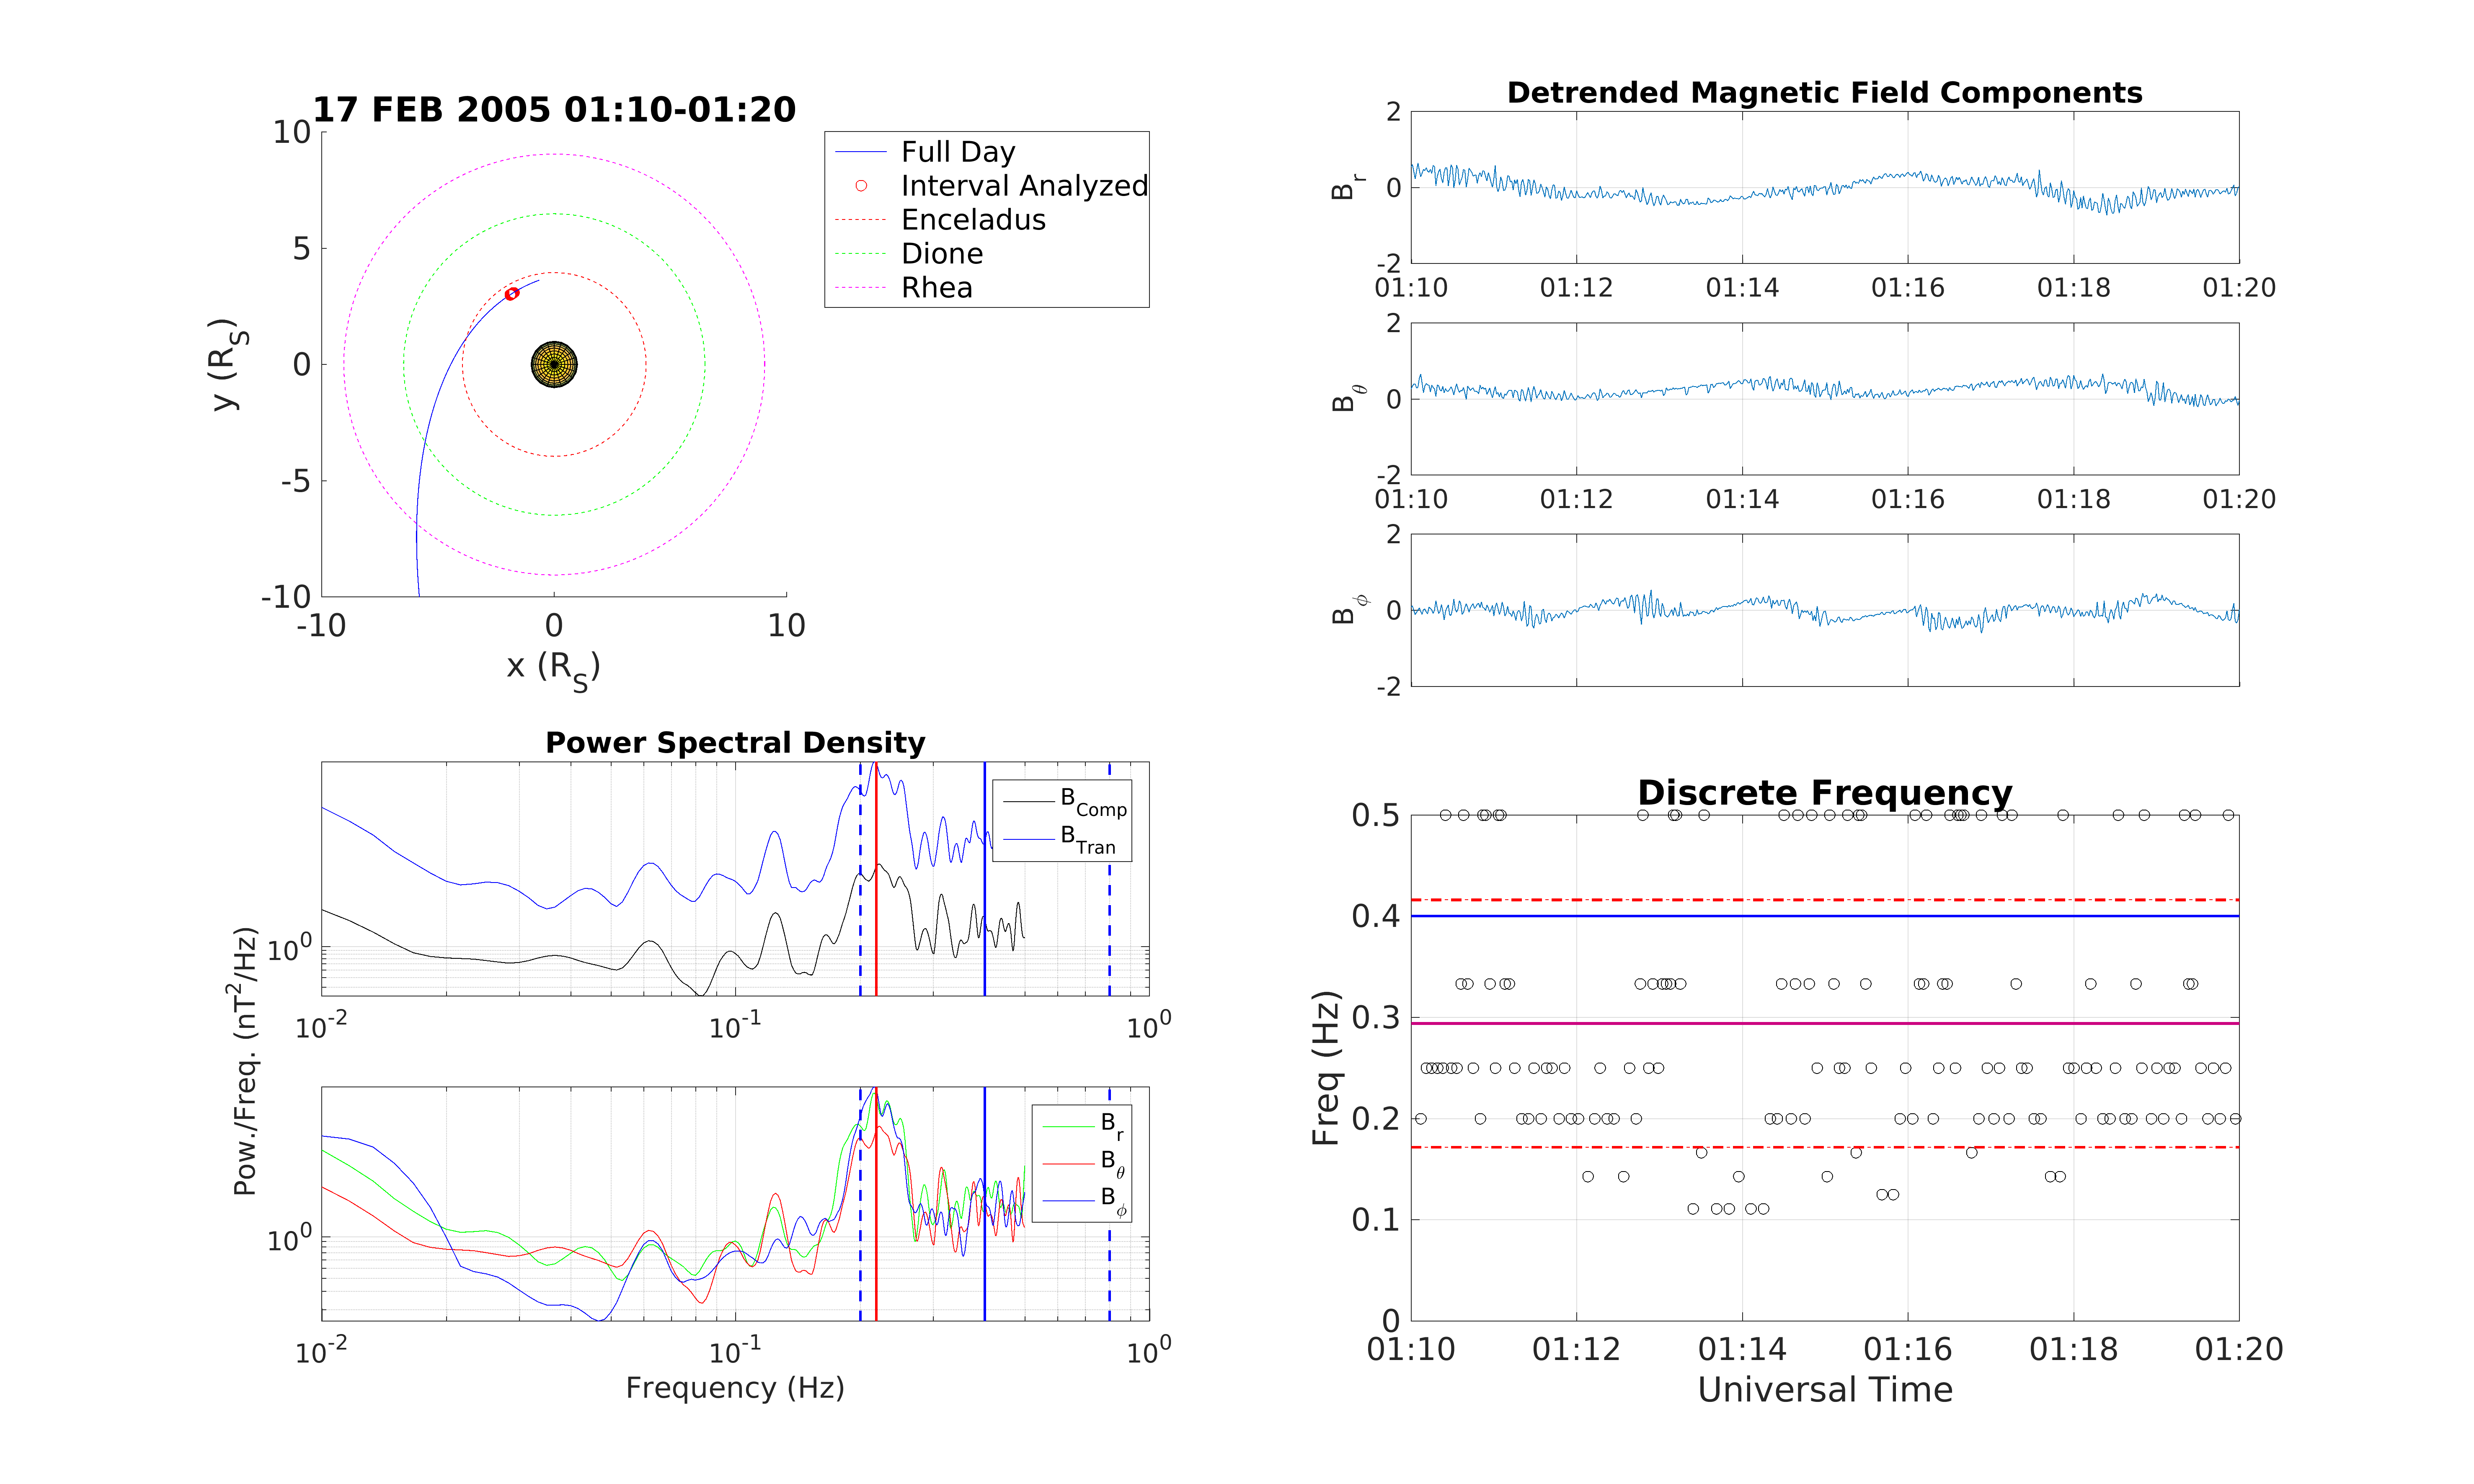 17 FEB 2005 01:10-01:20
10
5
0
-5
-10
-10 0 10
y (R_S)
x (R_S)
Full Day
Interval Analyzed
Enceladus
Dione
Rhea
Detrended Magnetic Field Components
2
0
-2
B_r
01:10 01:12 01:14 01:16 01:18 01:20
2
0
-2
B_θ
01:10 01:12 01:14 01:16 01:18 01:20
2
0
-2
B_ϕ
Power Spectral Density
B_Comp
B_Tran
10^0
10^-2 10^-1 10^0
Pow./Freq. (nT^2/Hz)
B_r
B_θ
B_ϕ
10^0
10^-2 10^-1 10^0
Frequency (Hz)
Discrete Frequency
0.5
0.4
0.3
0.2
0.1
0
Freq (Hz)
01:10 01:12 01:14 01:16 01:18 01:20
Universal Time